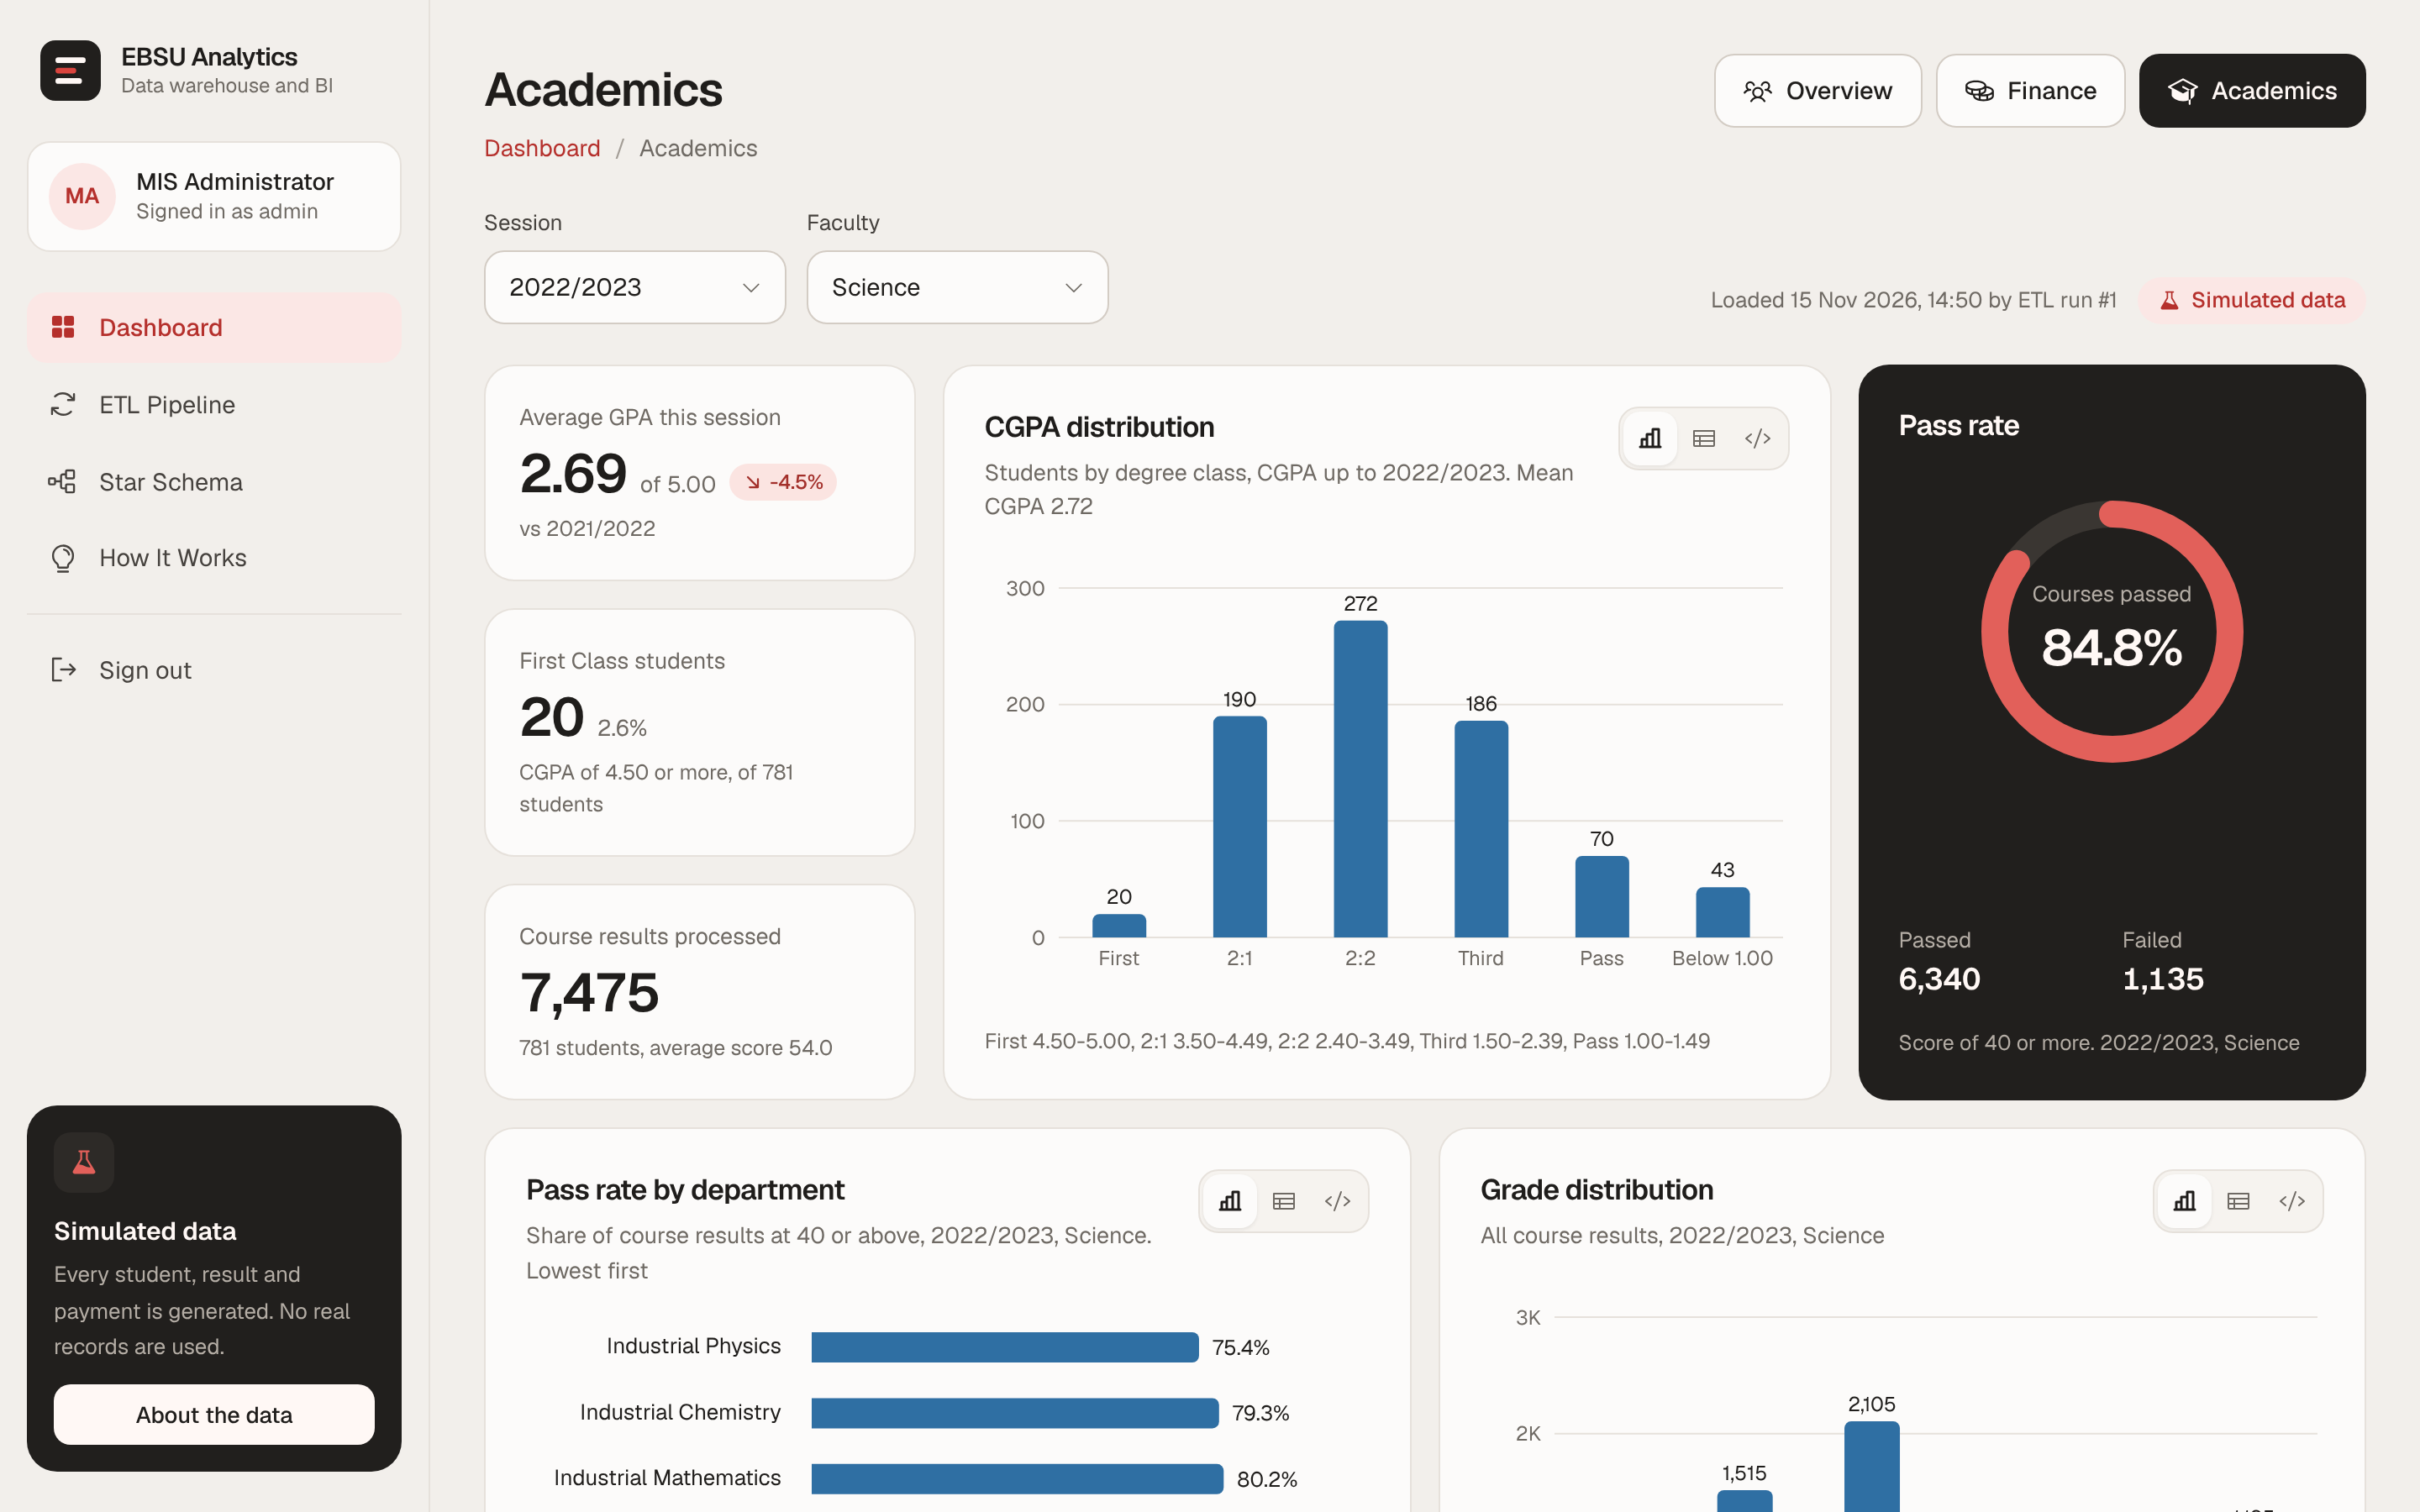 EBSU Analytics
Data warehouse and BI
MA
MIS Administrator
Signed in as admin
Dashboard
ETL Pipeline
Star Schema
How It Works
Sign out
Simulated data
Every student, result and
payment is generated. No real
records are used.
About the data
Academics
Dashboard / Academics
Overview
Finance
Academics
Session
Faculty
2022/2023
Science
Loaded 15 Nov 2026, 14:50 by ETL run #1
Simulated data
Average GPA this session
2.69 of 5.00 -4.5%
vs 2021/2022
First Class students
20 2.6%
CGPA of 4.50 or more, of 781
students
Course results processed
7,475
781 students, average score 54.0
CGPA distribution
Students by degree class, CGPA up to 2022/2023. Mean
CGPA 2.72
300
200
100
0
20
190
272
186
70
43
First
2:1
2:2
Third
Pass
Below 1.00
First 4.50-5.00, 2:1 3.50-4.49, 2:2 2.40-3.49, Third 1.50-2.39, Pass 1.00-1.49
Pass rate
Courses passed
84.8%
Passed
6,340
Failed
1,135
Score of 40 or more. 2022/2023, Science
Pass rate by department
Share of course results at 40 or above, 2022/2023, Science.
Lowest first
Industrial Physics 75.4%
Industrial Chemistry 79.3%
Industrial Mathematics 80.2%
Grade distribution
All course results, 2022/2023, Science
3K
2K
1,515
2,105